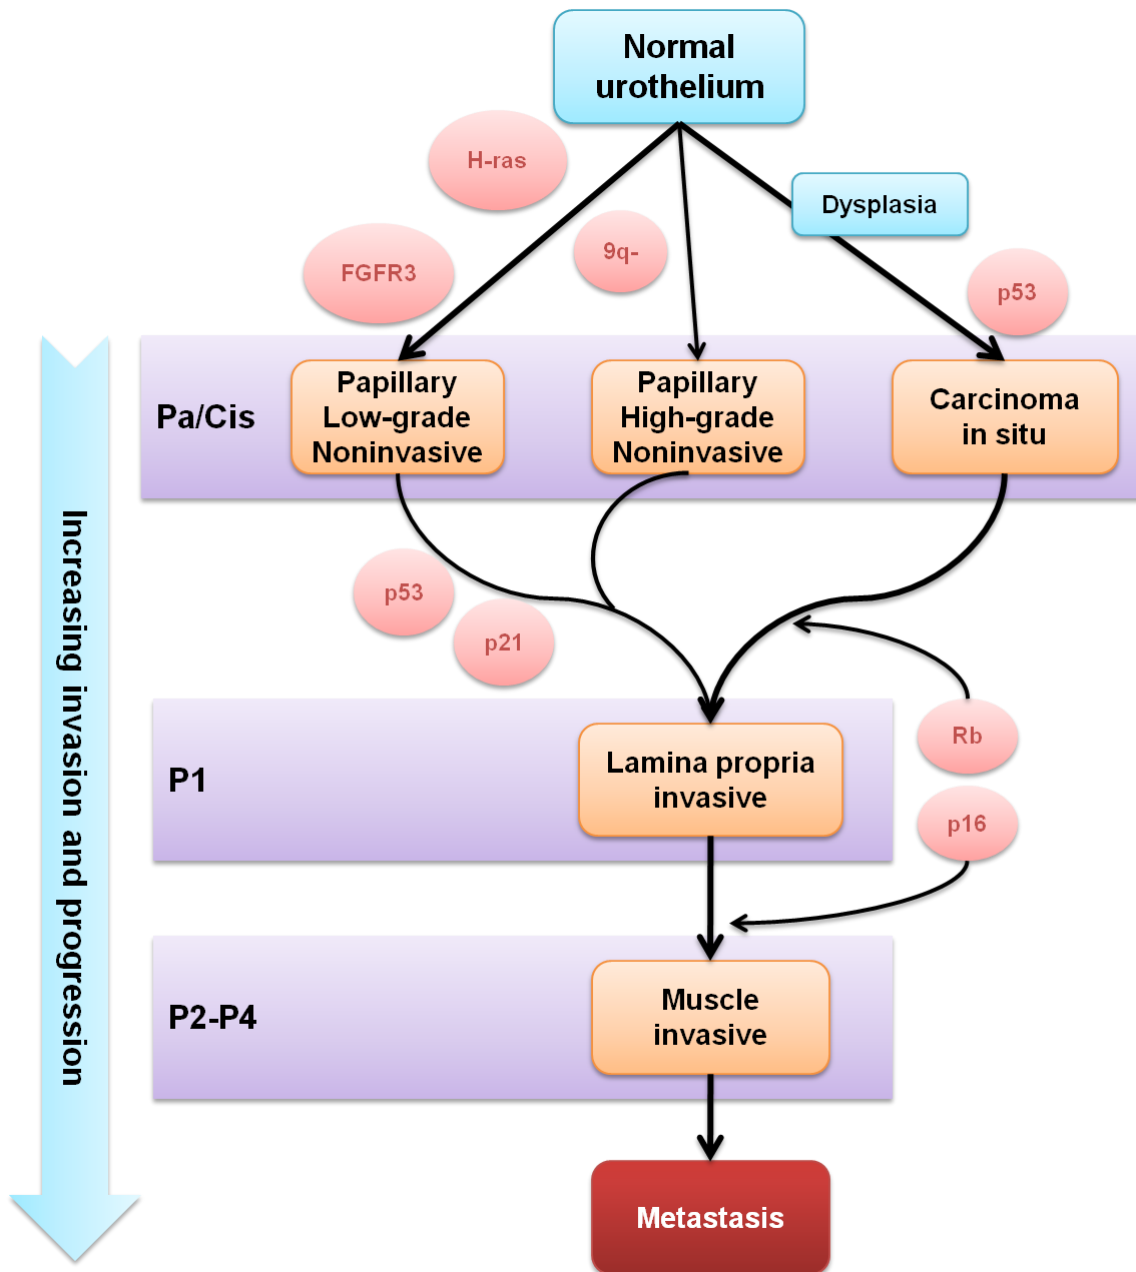 Normal
urothelium
H-ras
Dysplasia
9q-
FGFR3
p53
Pa/Cis
Papillary
Low-grade
Noninvasive
Papillary
High-grade
Noninvasive
Carcinoma
in situ
Increasing invasion and progression
p53
p21
P1
Lamina propria
invasive
Rb
p16
P2-P4
Muscle
invasive
Metastasis